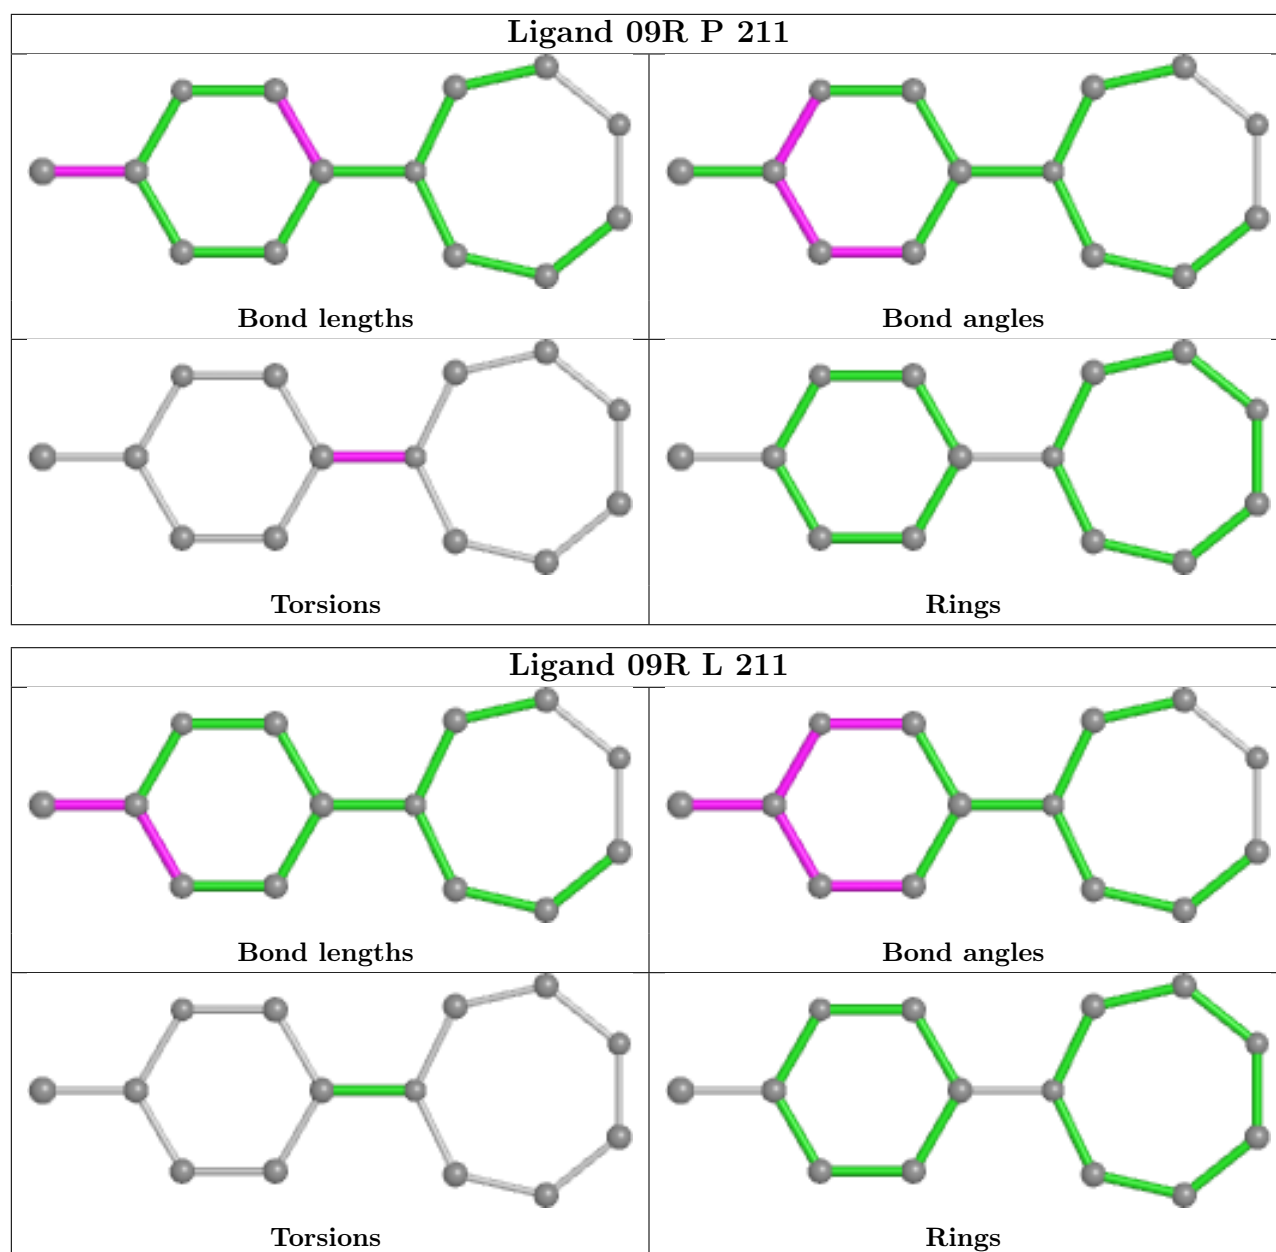 Ligand 09R P 211
Bond lengths
Bond angles
Torsions
Rings
Ligand 09R L 211
Bond lengths
Bond angles
Torsions
Rings